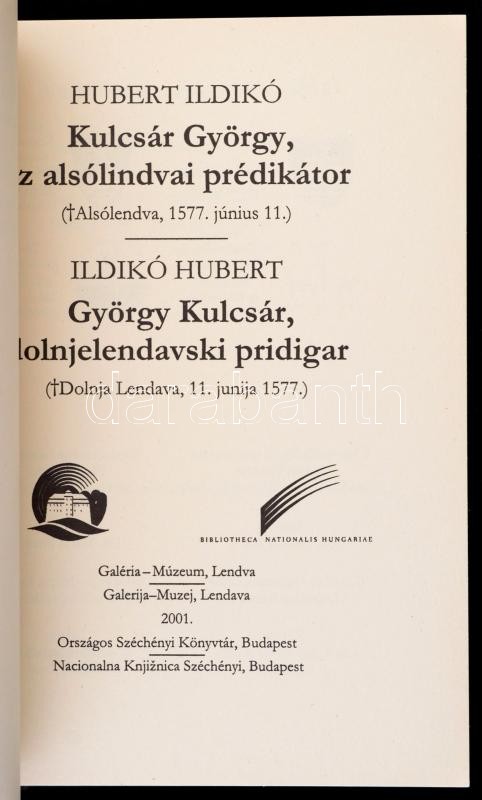 HUBERT ILDIKÓ
Kulcsár György,
z alsólindvai prédikátor
(†Alsólendva, 1577. június 11.)
ILDIKÓ HUBERT
György Kulcsár,
dolnjelendavski pridigar
(†Dolnja Lendava, 11. junija 1577.)
darabanth
BIBLIOTHECA NATIONALIS HUNGARIAE
Galéria–Múzeum, Lendva
Galerija–Muzej, Lendava
2001.
Országos Széchényi Könyvtár, Budapest
Nacionalna Knjižnica Széchényi, Budapest